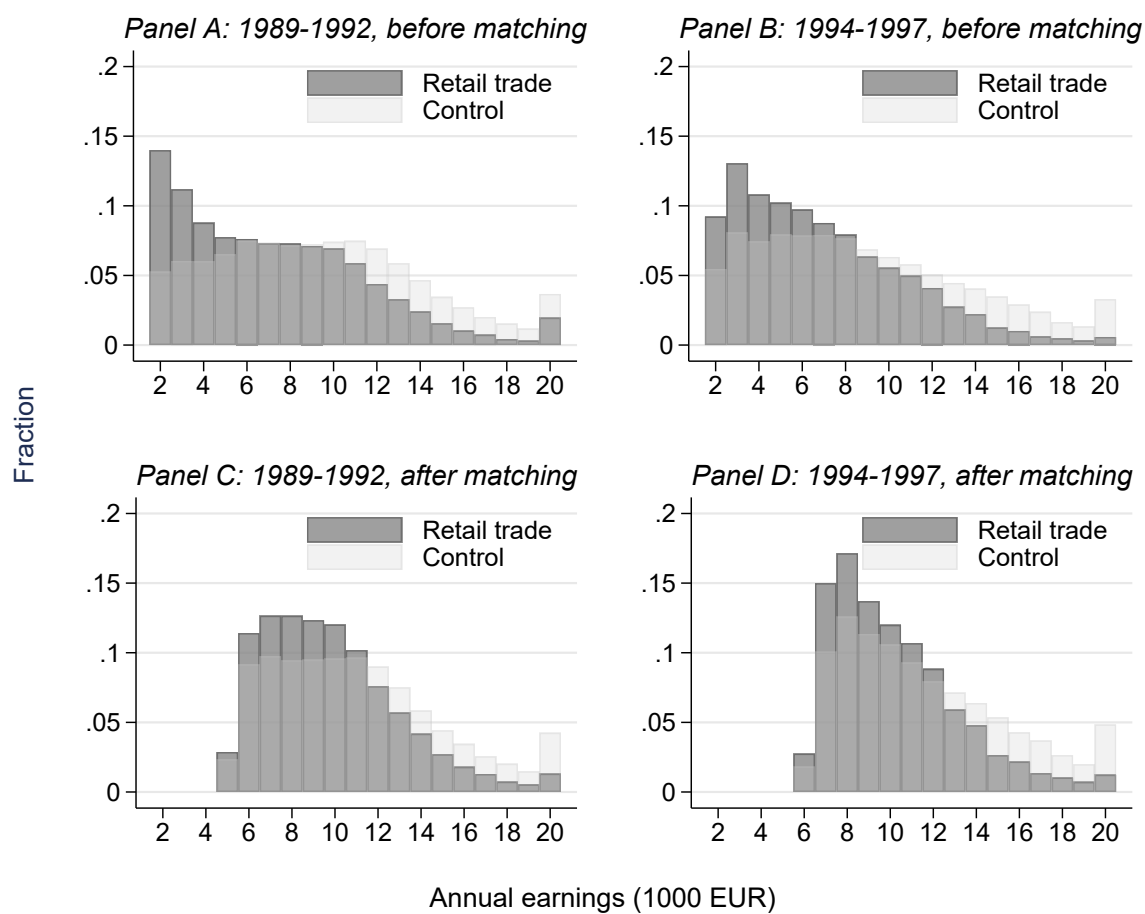 Panel A: 1989-1992, before matching
.2
.15
.1
.05
0
Retail trade
Control
2 4 6 8 10 12 14 16 18 20
Panel B: 1994-1997, before matching
.2
.15
.1
.05
0
Retail trade
Control
2 4 6 8 10 12 14 16 18 20
Fraction
Panel C: 1989-1992, after matching
.2
.15
.1
.05
0
Retail trade
Control
2 4 6 8 10 12 14 16 18 20
Panel D: 1994-1997, after matching
.2
.15
.1
.05
0
Retail trade
Control
2 4 6 8 10 12 14 16 18 20
Annual earnings (1000 EUR)